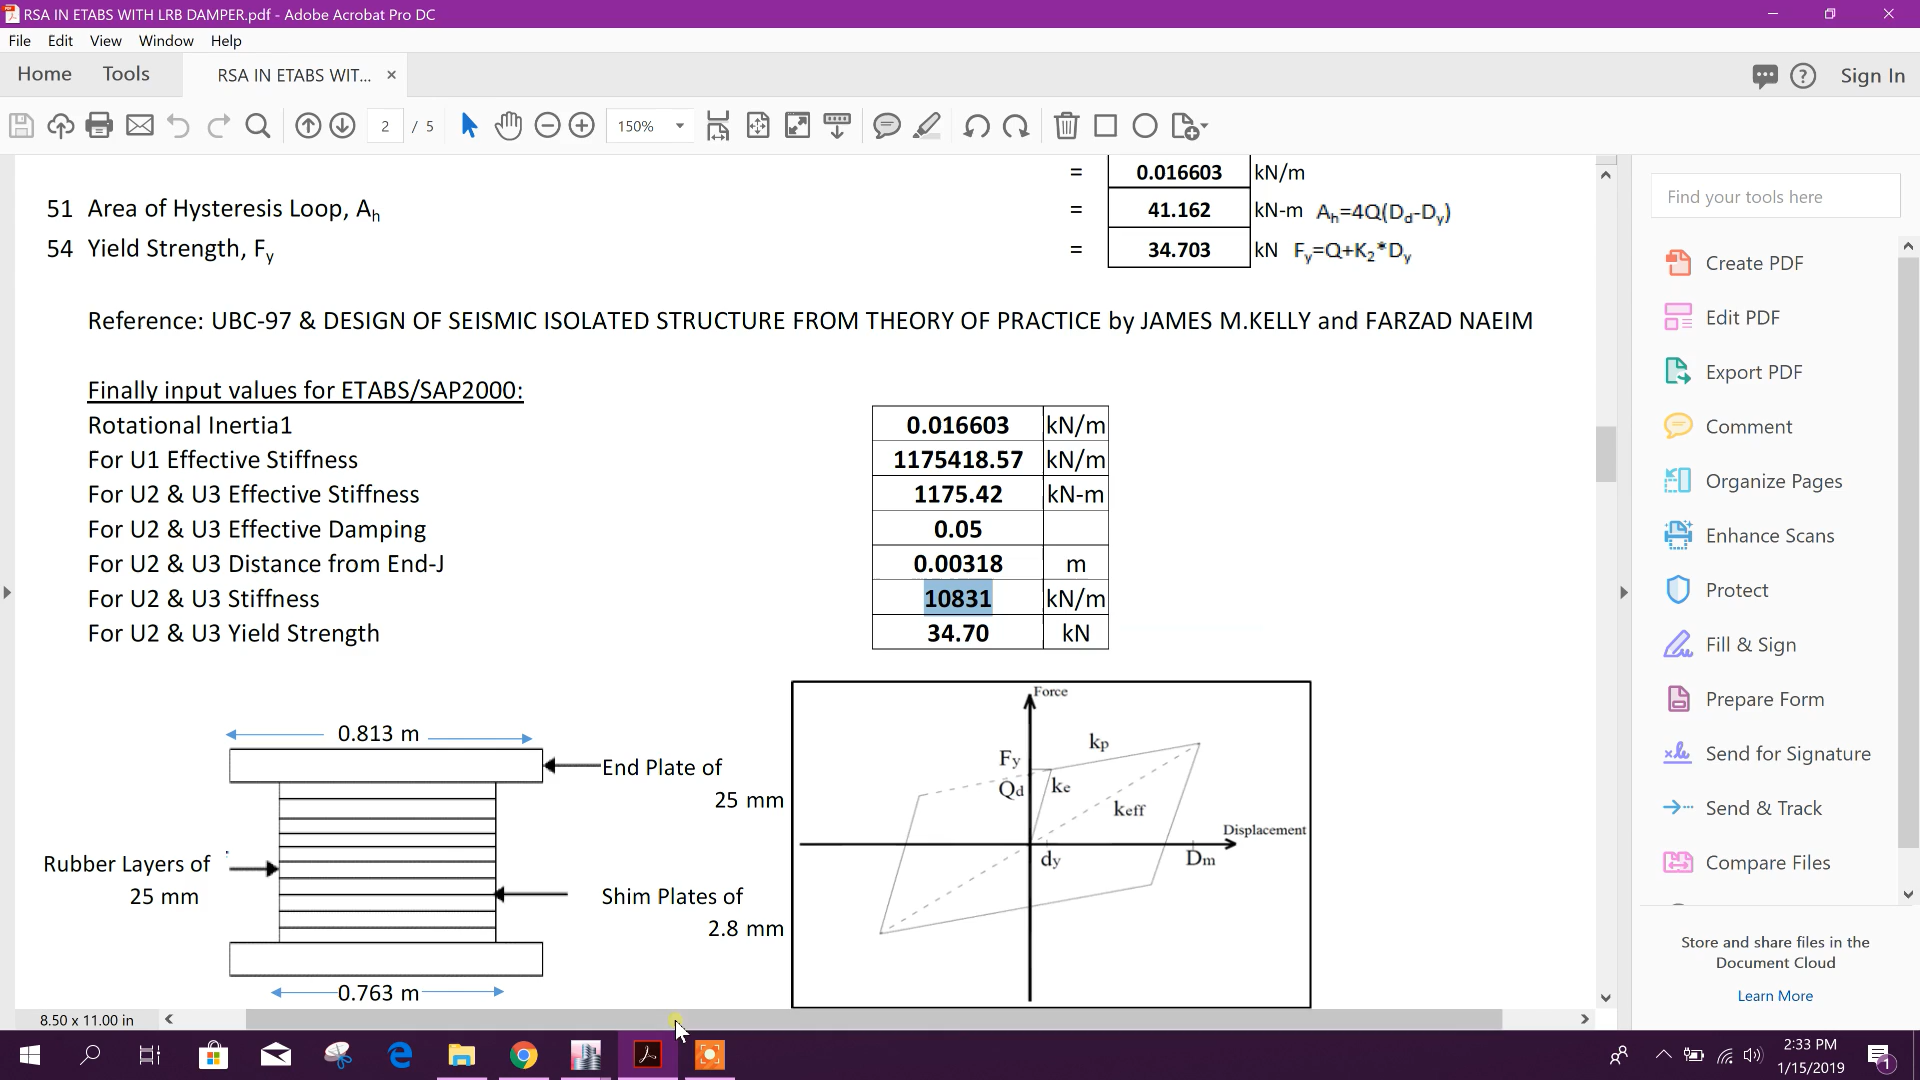 RSA IN ETABS WITH LRB DAMPER.pdf - Adobe Acrobat Pro DC
File Edit View Window Help
Home Tools RSA IN ETABS WIT... × Sign In
2 / 5 150%
= 0.016603 kN/m
51 Area of Hysteresis Loop, Ah = 41.162 kN-m Ah=4Q(Dd-Dy)
54 Yield Strength, Fy = 34.703 kN Fy=Q+K2*Dy
Reference: UBC-97 & DESIGN OF SEISMIC ISOLATED STRUCTURE FROM THEORY OF PRACTICE by JAMES M.KELLY and FARZAD NAEIM
Finally input values for ETABS/SAP2000:
Rotational Inertia1 0.016603 kN/m
For U1 Effective Stiffness 1175418.57 kN/m
For U2 & U3 Effective Stiffness 1175.42 kN-m
For U2 & U3 Effective Damping 0.05
For U2 & U3 Distance from End-J 0.00318 m
For U2 & U3 Stiffness 10831 kN/m
For U2 & U3 Yield Strength 34.70 kN
0.813 m
End Plate of
25 mm
Rubber Layers of
25 mm
Shim Plates of
2.8 mm
0.763 m
Force
kp
Fy
Qd
ke
keff
Displacement
dy
Dm
8.50 x 11.00 in
Find your tools here
Create PDF
Edit PDF
Export PDF
Comment
Organize Pages
Enhance Scans
Protect
Fill & Sign
Prepare Form
Send for Signature
Send & Track
Compare Files
Store and share files in the
Document Cloud
Learn More
2:33 PM
1/15/2019
1